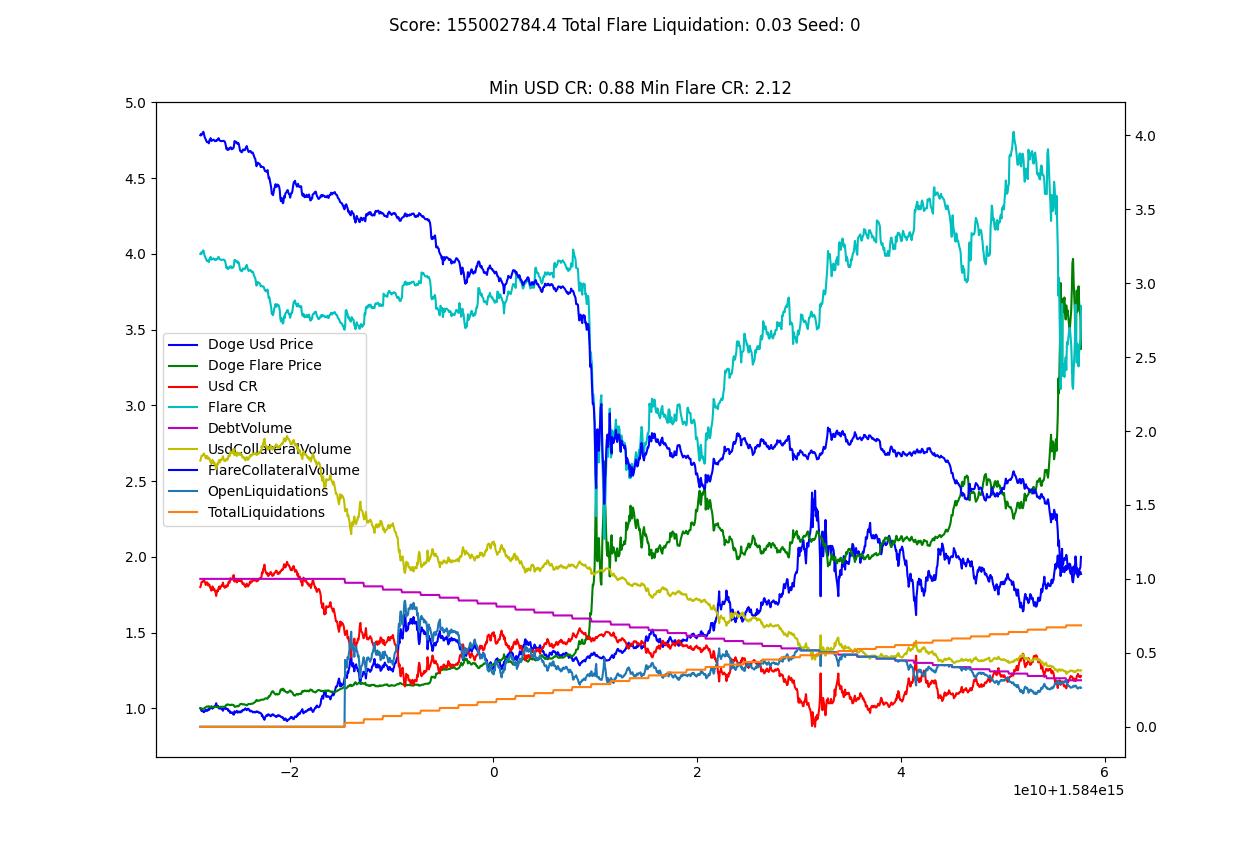 Score: 155002784.4 Total Flare Liquidation: 0.03 Seed: 0
Min USD CR: 0.88 Min Flare CR: 2.12
5.0
4.5
4.0
3.5
3.0
2.5
2.0
1.5
1.0
4.0
3.5
3.0
2.5
2.0
1.5
1.0
0.5
0.0
Doge Usd Price
Doge Flare Price
Usd CR
Flare CR
DebtVolume
UsdCollateralVolume
FlareCollateralVolume
OpenLiquidations
TotalLiquidations
−2 0 2 4 6
1e10+1.584e15